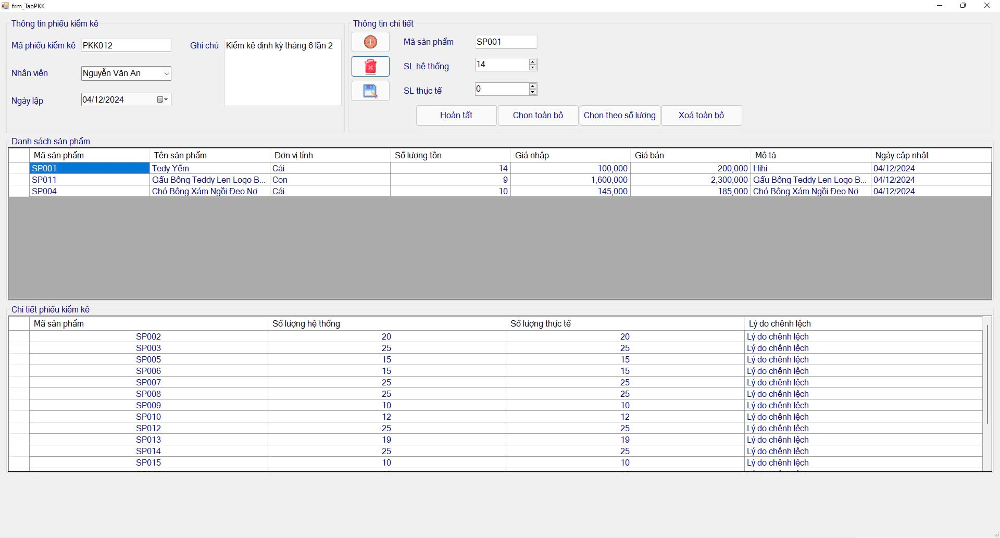 frm_TaoPKK
Thông tin phiếu kiểm kê
Mã phiếu kiểm kê PKK012
Ghi chú Kiểm kê định kỳ tháng 6 lần 2
Nhân viên Nguyễn Văn An
Ngày lập 04/12/2024
Thông tin chi tiết
Mã sản phẩm SP001
SL hệ thống 14
SL thực tế 0
Hoàn tất Chọn toàn bộ Chọn theo số lượng Xoá toàn bộ
Danh sách sản phẩm
Mã sản phẩm Tên sản phẩm Đơn vị tính Số lượng tồn Giá nhập Giá bán Mô tả Ngày cập nhật
SP001 Tedy Yếm Cái 14 100,000 200,000 Hihi 04/12/2024
SP011 Gấu Bông Teddy Len Logo B... Con 9 1,600,000 2,300,000 Gấu Bông Teddy Len Logo B... 04/12/2024
SP004 Chó Bông Xám Ngồi Đeo Nơ Cái 10 145,000 185,000 Chó Bông Xám Ngồi Đeo Nơ 04/12/2024
Chi tiết phiếu kiểm kê
Mã sản phẩm Số lượng hệ thống Số lượng thực tế Lý do chênh lệch
SP002 20 20 Lý do chênh lệch
SP003 25 25 Lý do chênh lệch
SP005 15 15 Lý do chênh lệch
SP006 15 15 Lý do chênh lệch
SP007 25 25 Lý do chênh lệch
SP008 25 25 Lý do chênh lệch
SP009 10 10 Lý do chênh lệch
SP010 12 12 Lý do chênh lệch
SP012 25 25 Lý do chênh lệch
SP013 19 19 Lý do chênh lệch
SP014 25 25 Lý do chênh lệch
SP015 10 10 Lý do chênh lệch